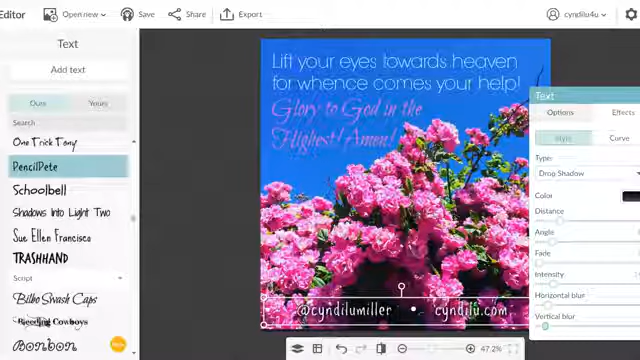 Editor
Open new
Save
Share
Export
cyndilu4u
Text
Add text
Ours
Yours
Search
One Trick Tony
PencilPete
Schoolbell
Shadows Into Light Two
Sue Ellen Francisco
TRASHHAND
Script
Bilbo Swash Caps
Bleeding Cowboys
Bonbon
Lift your eyes towards heaven
for whence comes your help!
Glory to God in the
Highest! Amen!
@cyndilumiller • cyndilu.com
47.2%
Text
Options
Effects
Style
Curve
Type:
Drop Shadow
Color
Distance
Angle
Fade
Intensity
Horizontal blur
Vertical blur